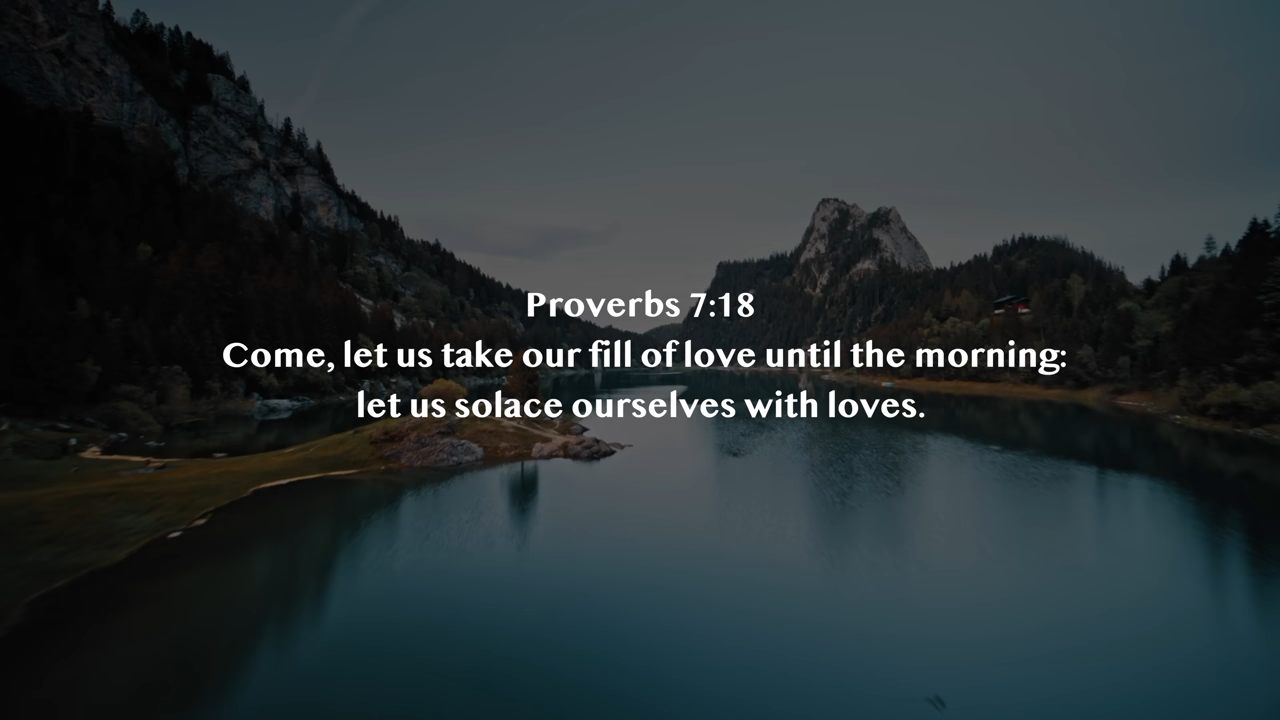 Proverbs 7:18
Come, let us take our fill of love until the morning:
let us solace ourselves with loves.